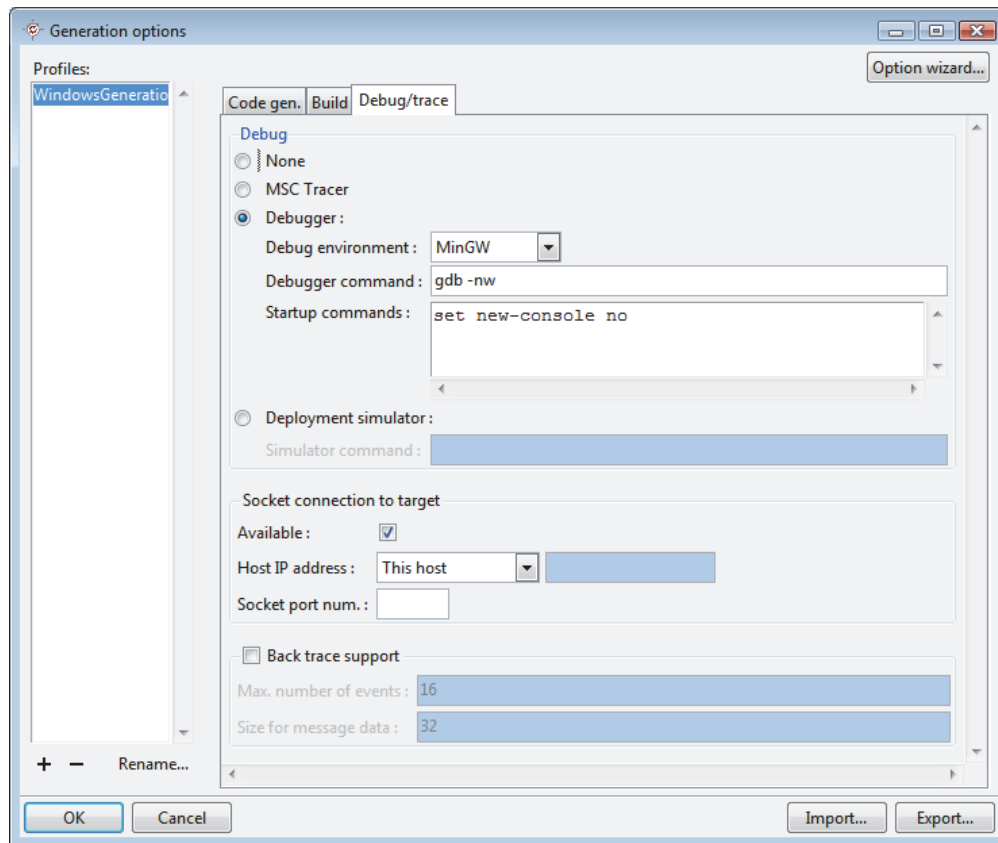 Generation options
Profiles:
Option wizard...
WindowsGeneratio
Code gen. Build Debug/trace
Debug
None
MSC Tracer
Debugger :
Debug environment : MinGW
Debugger command : gdb -nw
Startup commands : set new-console no
Deployment simulator :
Simulator command :
Socket connection to target
Available :
Host IP address : This host
Socket port num. :
Back trace support
Max. number of events : 16
Size for message data : 32
+ − Rename...
OK Cancel Import... Export...